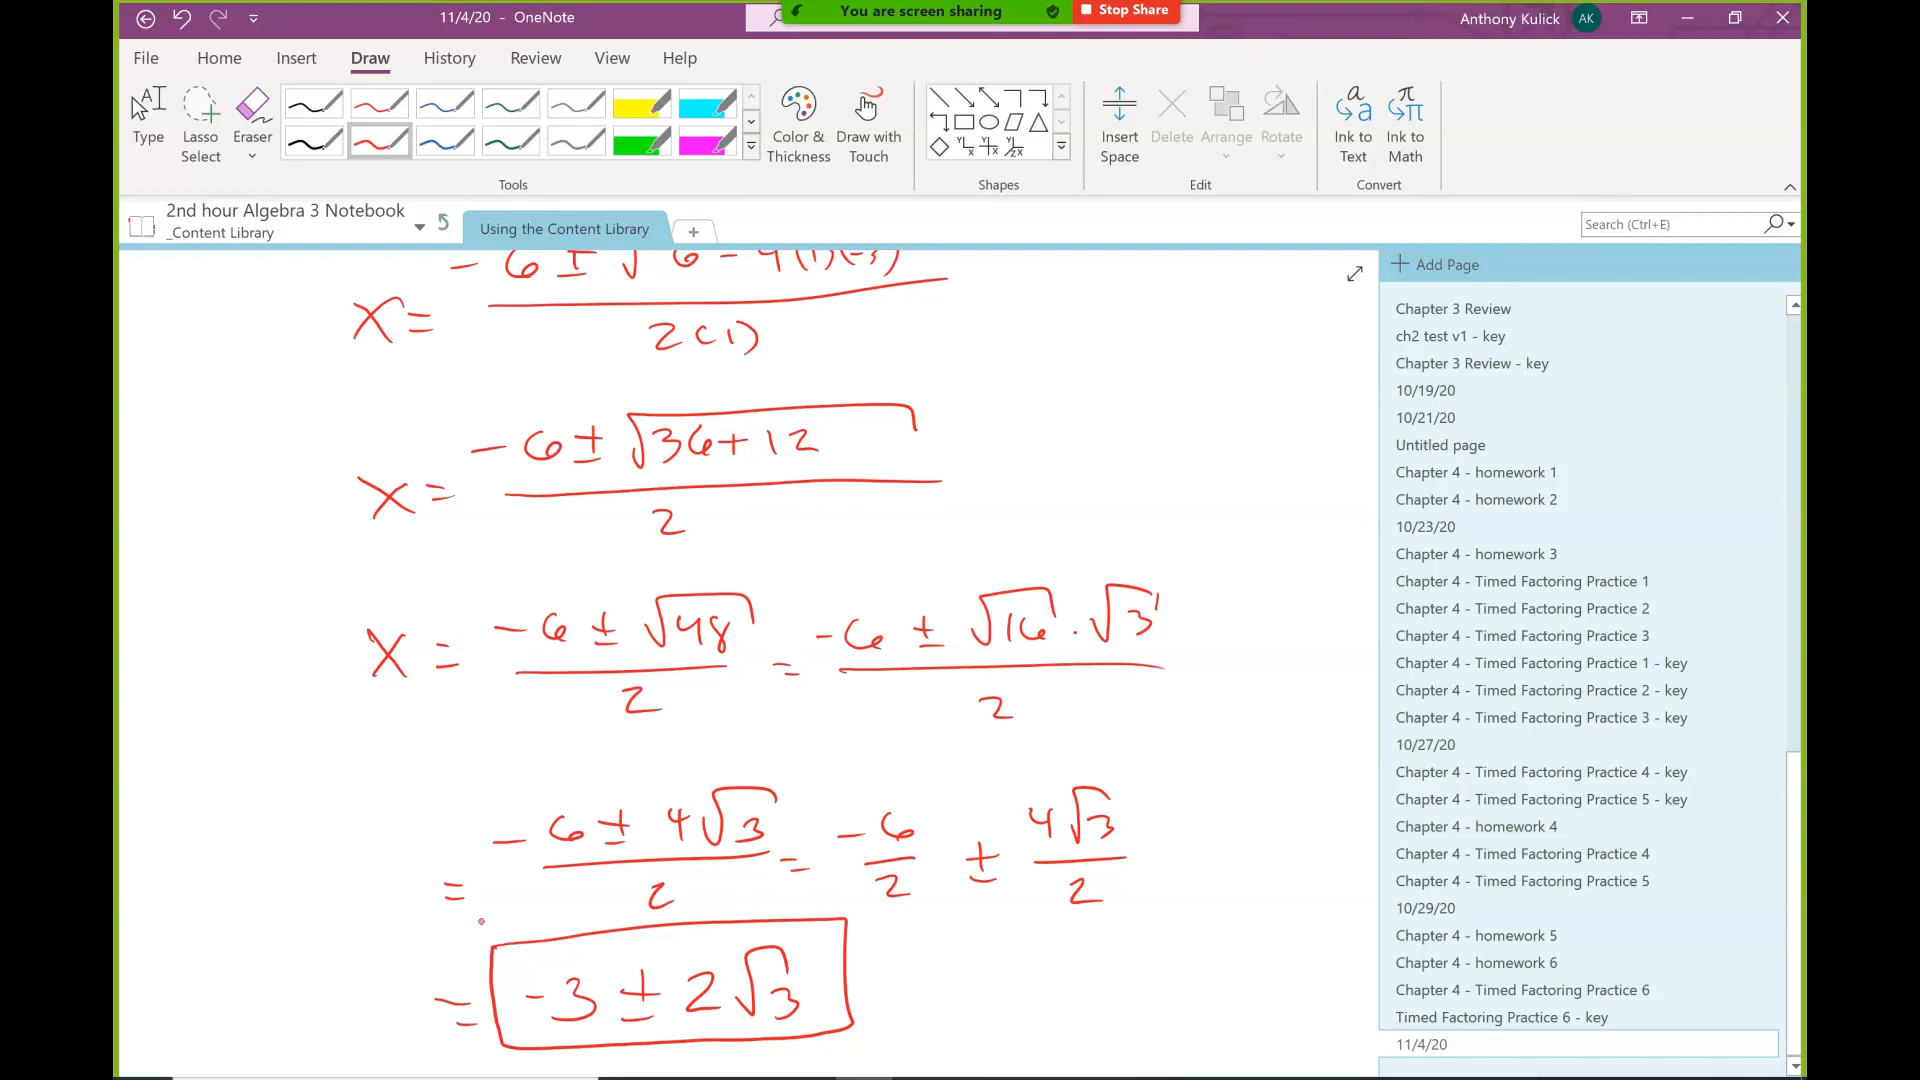 11/4/20 - OneNote
You are screen sharing
Stop Share
Anthony Kulick AK
File Home Insert Draw History Review View Help
Type
Lasso Select
Eraser
Color & Thickness
Draw with Touch
Insert Space
Delete
Arrange
Rotate
Ink to Text
Ink to Math
Tools
Shapes
Edit
Convert
2nd hour Algebra 3 Notebook
_Content Library
Using the Content Library
Search (Ctrl+E)
x = (-6 ± √6 - 4(1)(-3)) / 2(1)
x = (-6 ± √36+12) / 2
x = (-6 ± √48) / 2 = (-6 ± √16 · √3) / 2
= (-6 ± 4√3) / 2 = -6/2 ± 4√3/2
= -3 ± 2√3
Add Page
Chapter 3 Review
ch2 test v1 - key
Chapter 3 Review - key
10/19/20
10/21/20
Untitled page
Chapter 4 - homework 1
Chapter 4 - homework 2
10/23/20
Chapter 4 - homework 3
Chapter 4 - Timed Factoring Practice 1
Chapter 4 - Timed Factoring Practice 2
Chapter 4 - Timed Factoring Practice 3
Chapter 4 - Timed Factoring Practice 1 - key
Chapter 4 - Timed Factoring Practice 2 - key
Chapter 4 - Timed Factoring Practice 3 - key
10/27/20
Chapter 4 - Timed Factoring Practice 4 - key
Chapter 4 - Timed Factoring Practice 5 - key
Chapter 4 - homework 4
Chapter 4 - Timed Factoring Practice 4
Chapter 4 - Timed Factoring Practice 5
10/29/20
Chapter 4 - homework 5
Chapter 4 - homework 6
Chapter 4 - Timed Factoring Practice 6
Timed Factoring Practice 6 - key
11/4/20